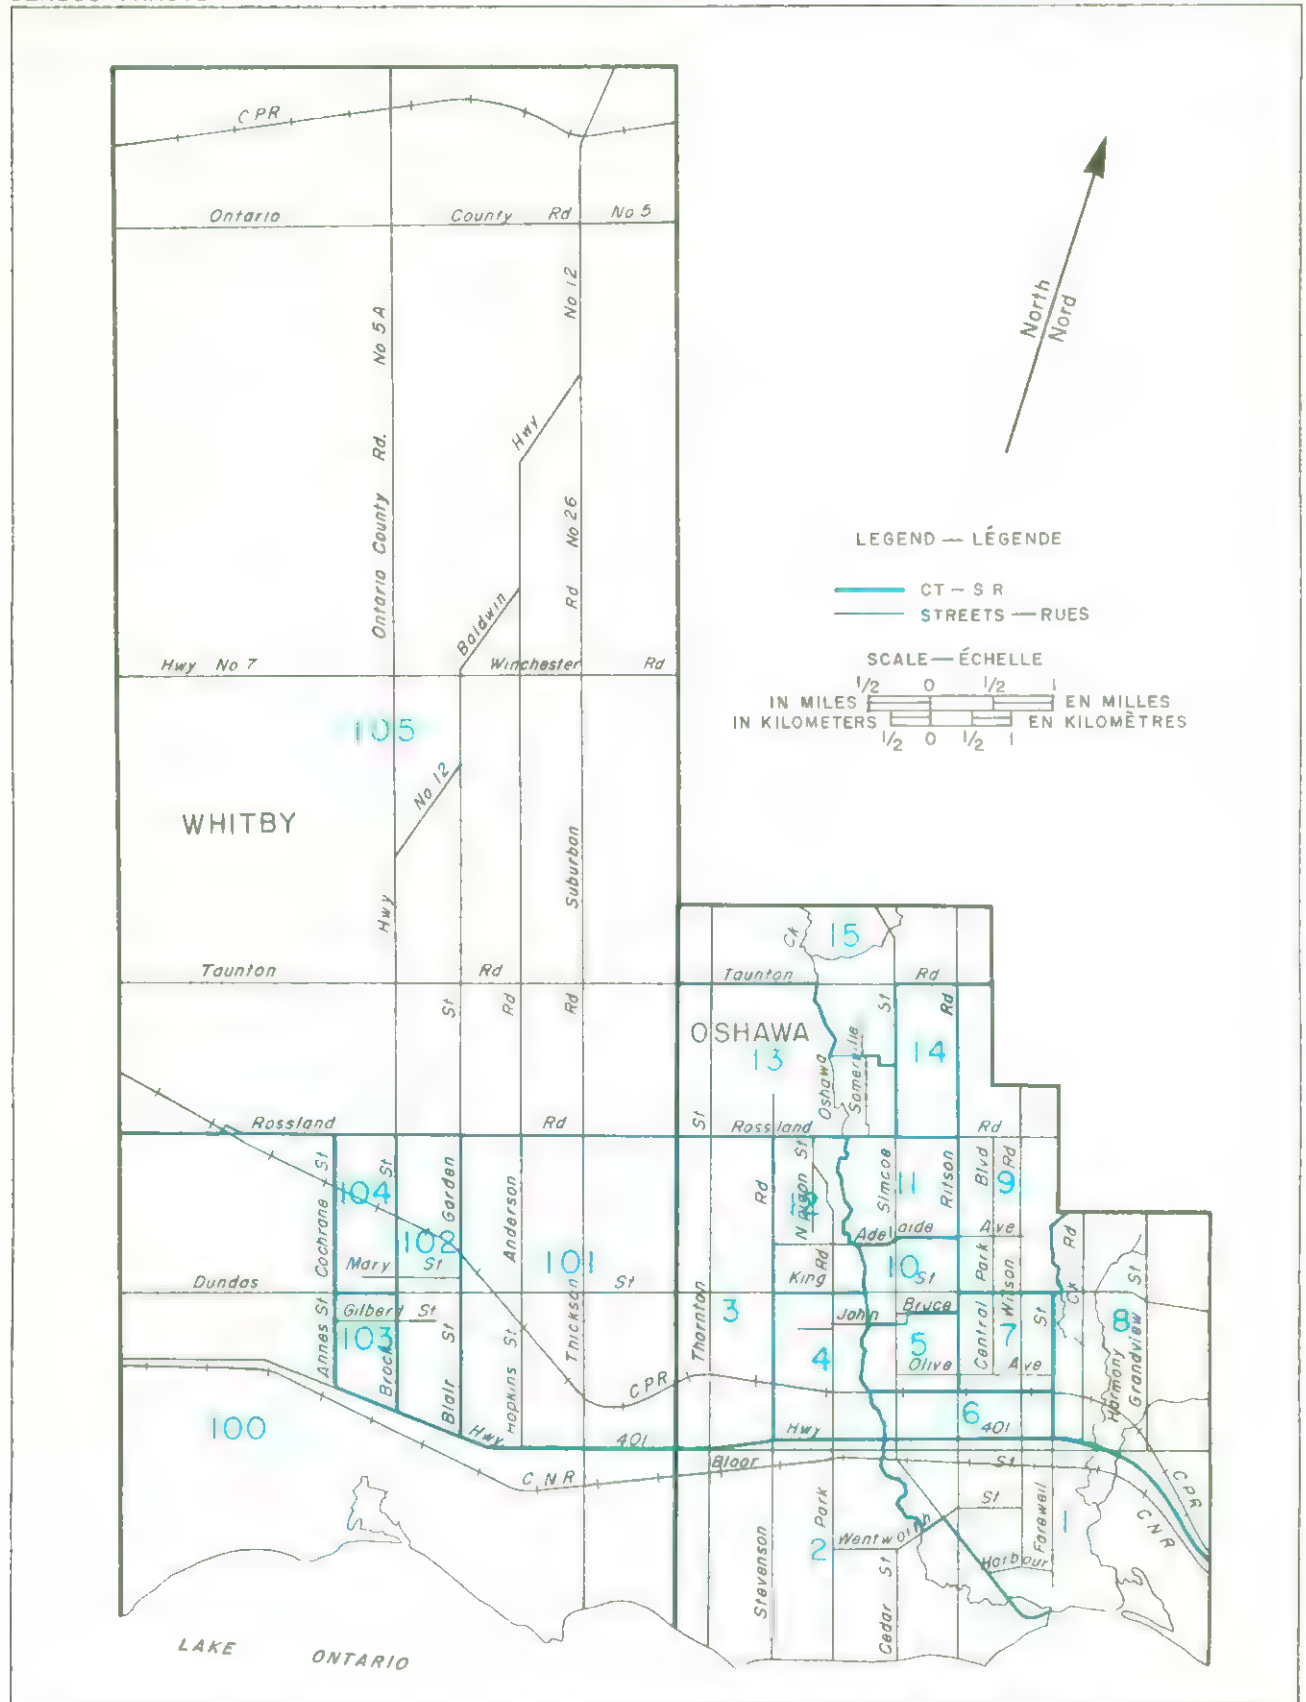 CPR
Ontario County Rd No 5
No 12
No 5A
Ontario County Rd.
Hwy
Rd No 26
North
Nord
LEGEND — LÉGENDE
CT – SR
STREETS — RUES
SCALE — ÉCHELLE
1/2 0 1/2 1
IN MILES EN MILLES
IN KILOMETERS EN KILOMÈTRES
1/2 0 1/2 1
Baldwin
Hwy No 7 Winchester Rd
105
No 12
WHITBY
Suburban
Hwy
Ck 15
Taunton Rd Taunton Rd
St Rd Rd St Rd
OSHAWA
13 14
Oshawa
Somerville
Rossland Rd St Rossland Rd
Cochrane St
104
St
Garden
Anderson
Rd
St
Simcoe
11
Ritson
Blvd
Rd
9
102
Adelaide Ave
Rd
Mary St
101
King
Rd
10
St
Park
Dundas St
Gilbert St
103
Annes St
Brock
Blair St
Hopkins St
Thickson
Thornton
3
John Bruce
4
5
Olive Ave
Central
Wilson
7
St
Ck
8
St
Harmony
Grandview
CPR
6
100
Hwy 401 Hwy 401
Bloor St
CNR
CPR
CNR
Stevenson
2
Park
Wentworth St
Cedar St
Harbour
Farewell
1
LAKE ONTARIO